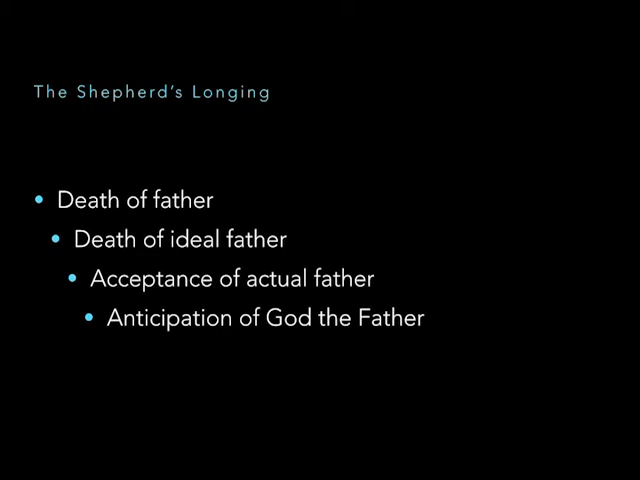 The Shepherd's Longing
• Death of father
• Death of ideal father
• Acceptance of actual father
• Anticipation of God the Father